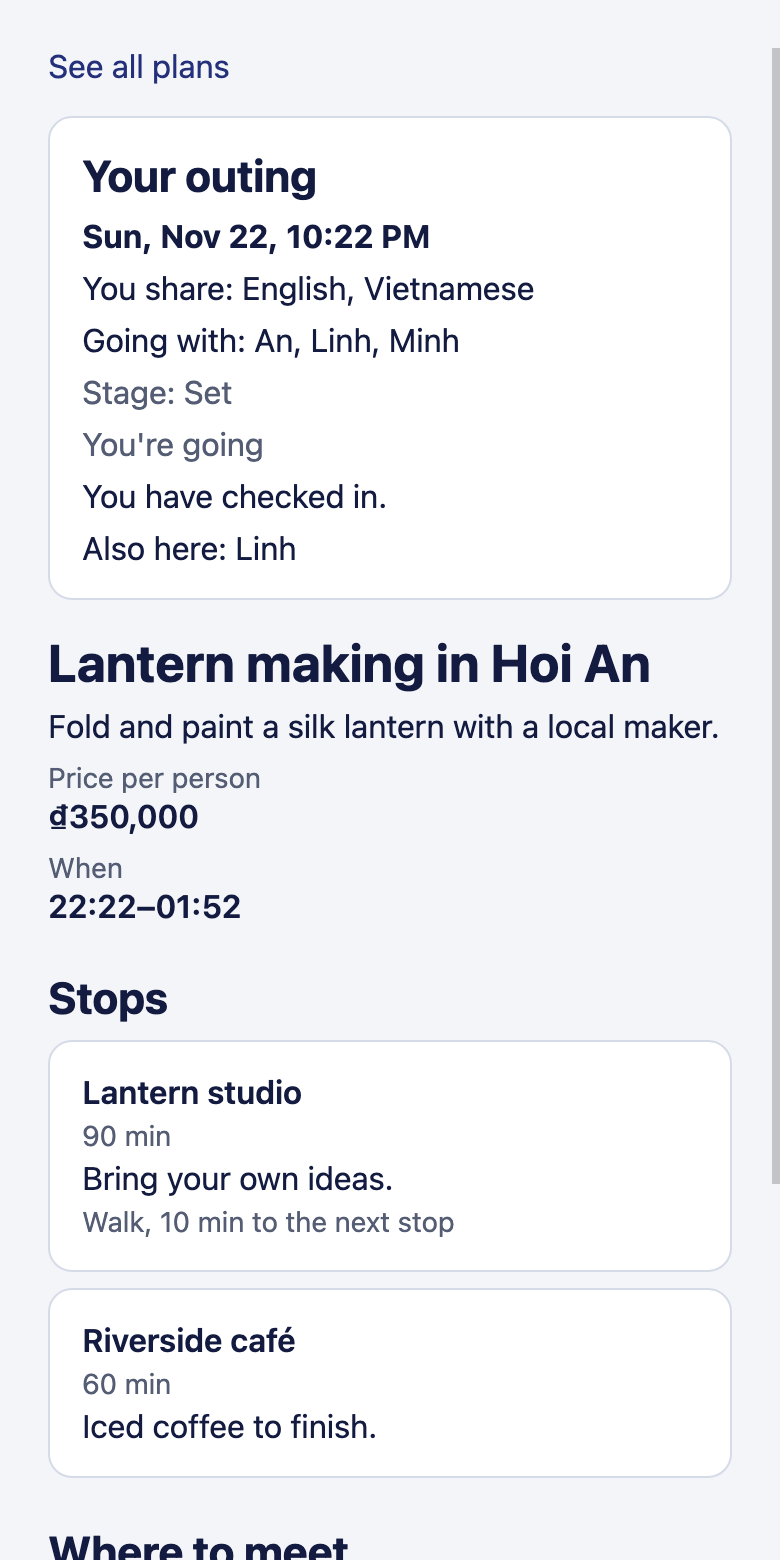 See all plans
Your outing
Sun, Nov 22, 10:22 PM
You share: English, Vietnamese
Going with: An, Linh, Minh
Stage: Set
You're going
You have checked in.
Also here: Linh
Lantern making in Hoi An
Fold and paint a silk lantern with a local maker.
Price per person
₫350,000
When
22:22–01:52
Stops
Lantern studio
90 min
Bring your own ideas.
Walk, 10 min to the next stop
Riverside café
60 min
Iced coffee to finish.
Where to meet